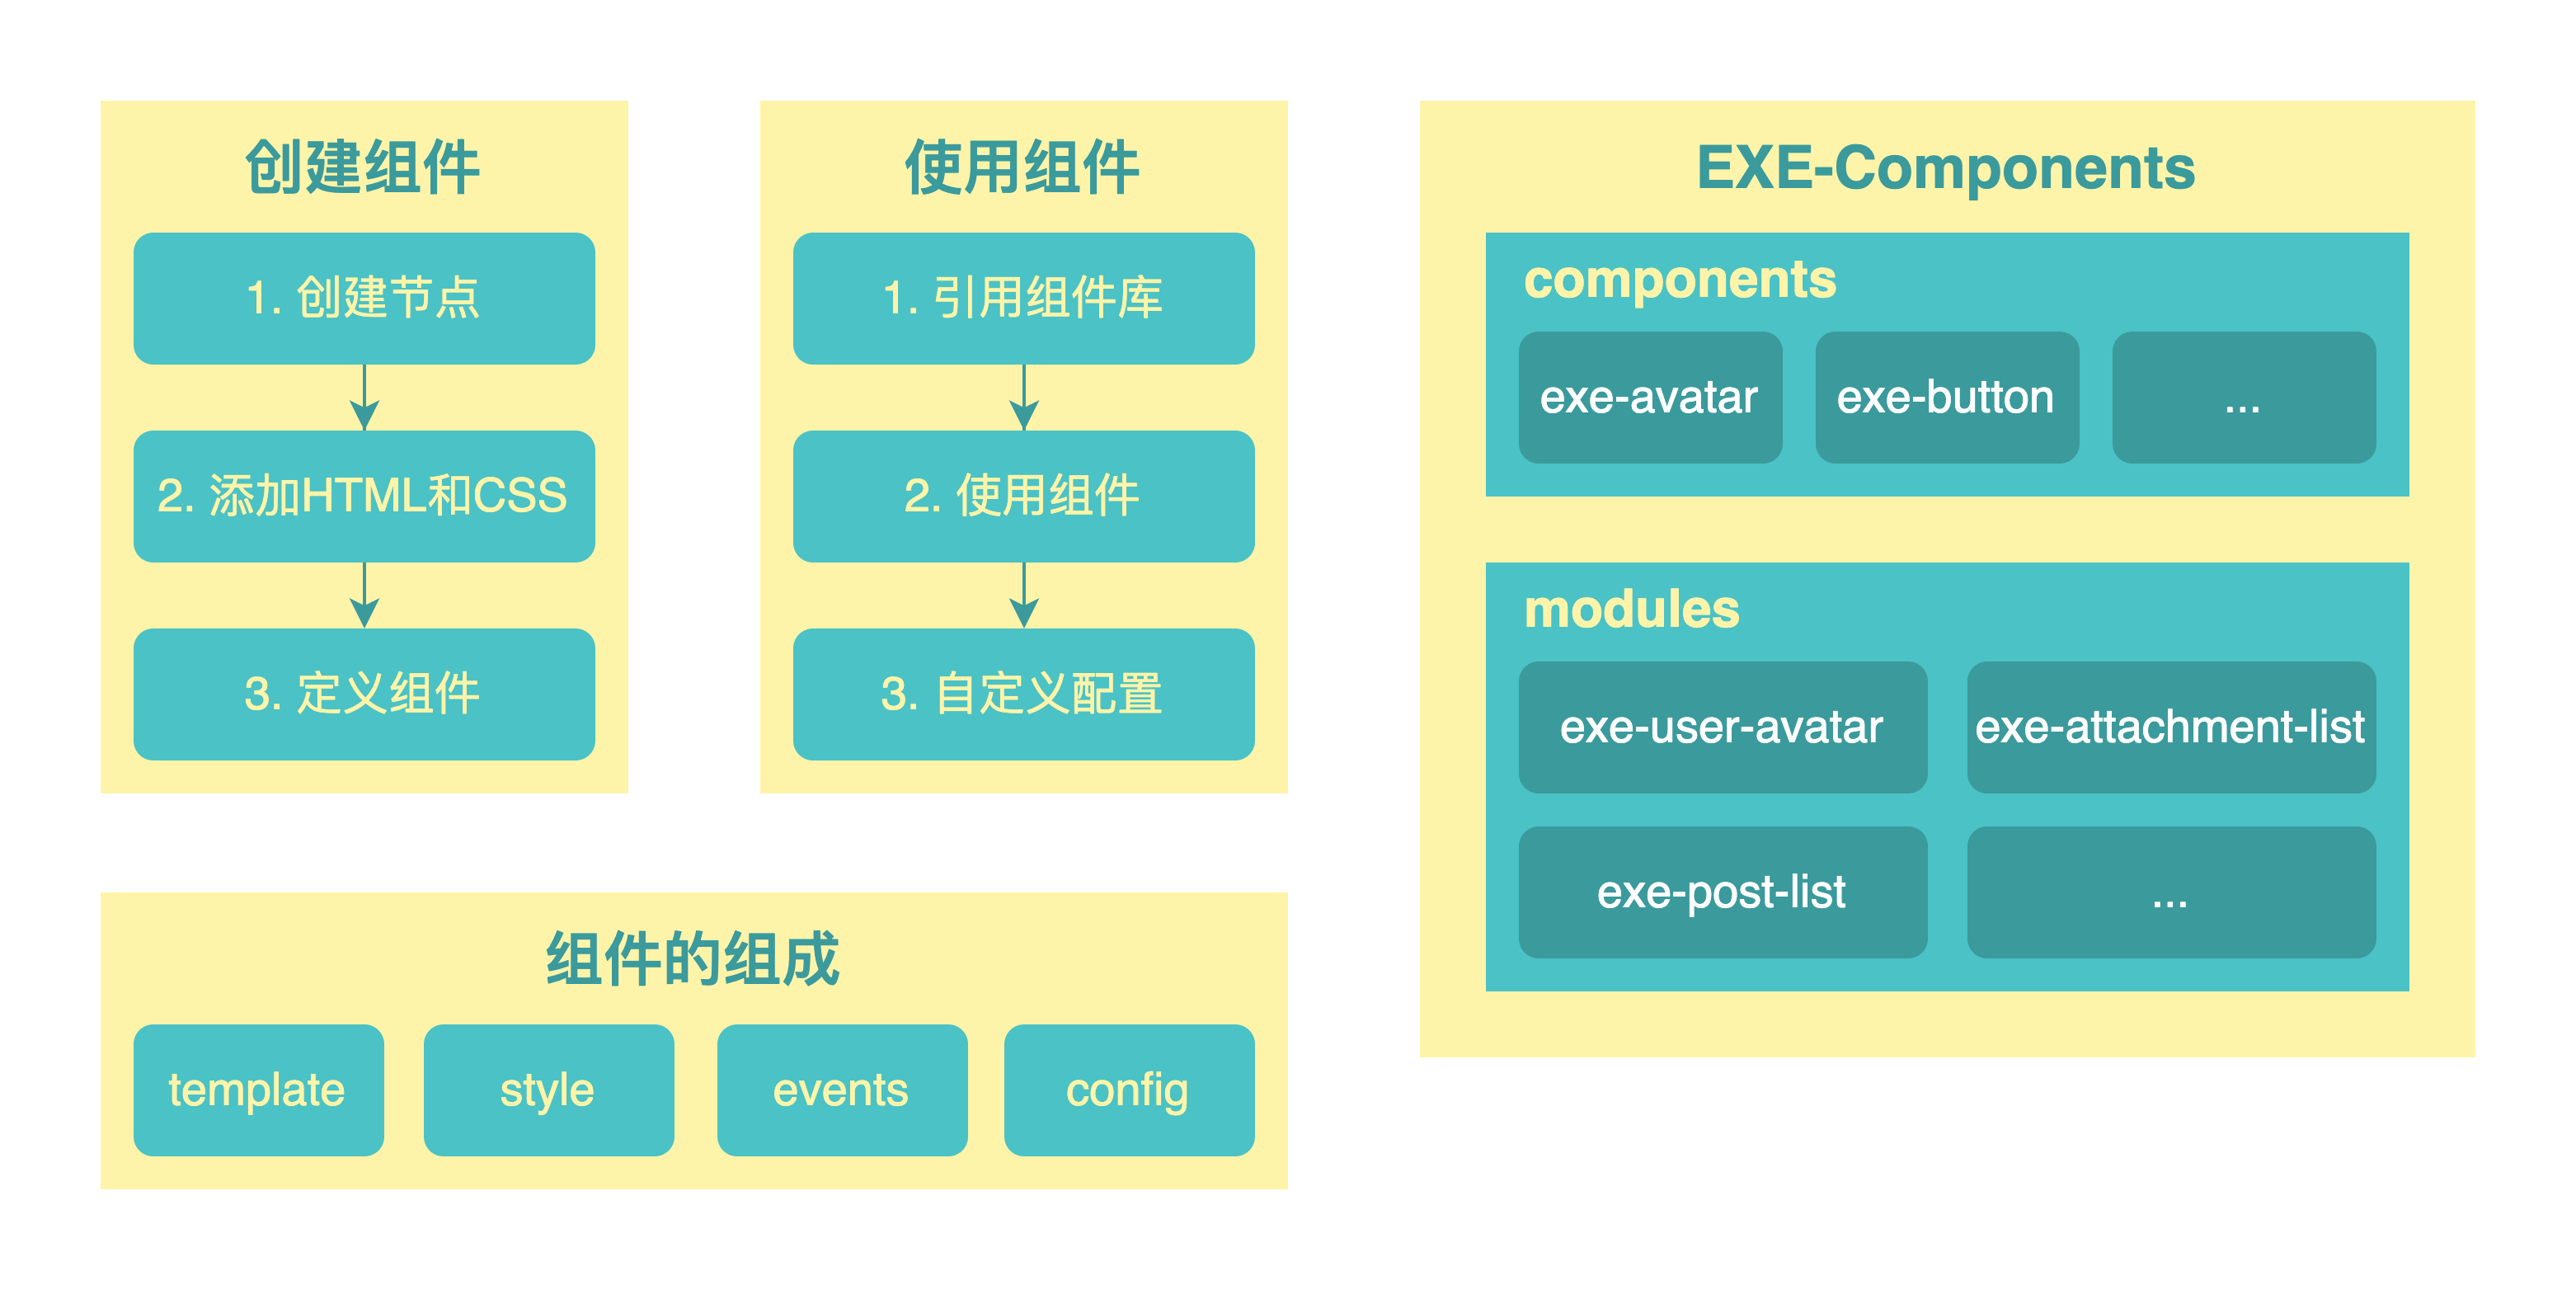 创建组件
1. 创建节点
2. 添加HTML和CSS
3. 定义组件
使用组件
1. 引用组件库
2. 使用组件
3. 自定义配置
组件的组成
template
style
events
config
EXE-Components
components
exe-avatar
exe-button
...
modules
exe-user-avatar
exe-attachment-list
exe-post-list
...